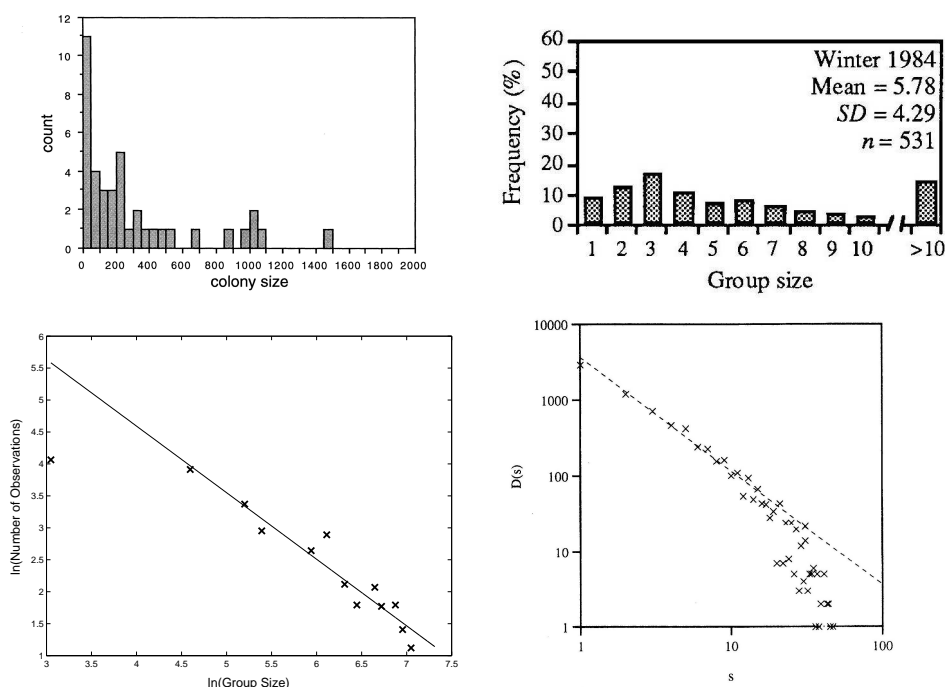 12
10
8
6
4
2
0
count
0 200 400 600 800 1000 1200 1400 1600 1800 2000
colony size
60
50
40
30
20
10
0
Frequency (%)
Winter 1984
Mean = 5.78
SD = 4.29
n = 531
1 2 3 4 5 6 7 8 9 10 >10
Group size
6
5.5
5
4.5
4
3.5
3
2.5
2
1.5
1
ln(Number of Observations)
3 3.5 4 4.5 5 5.5 6 6.5 7 7.5
ln(Group Size)
10000
1000
100
10
1
D(s)
1 10 100
s